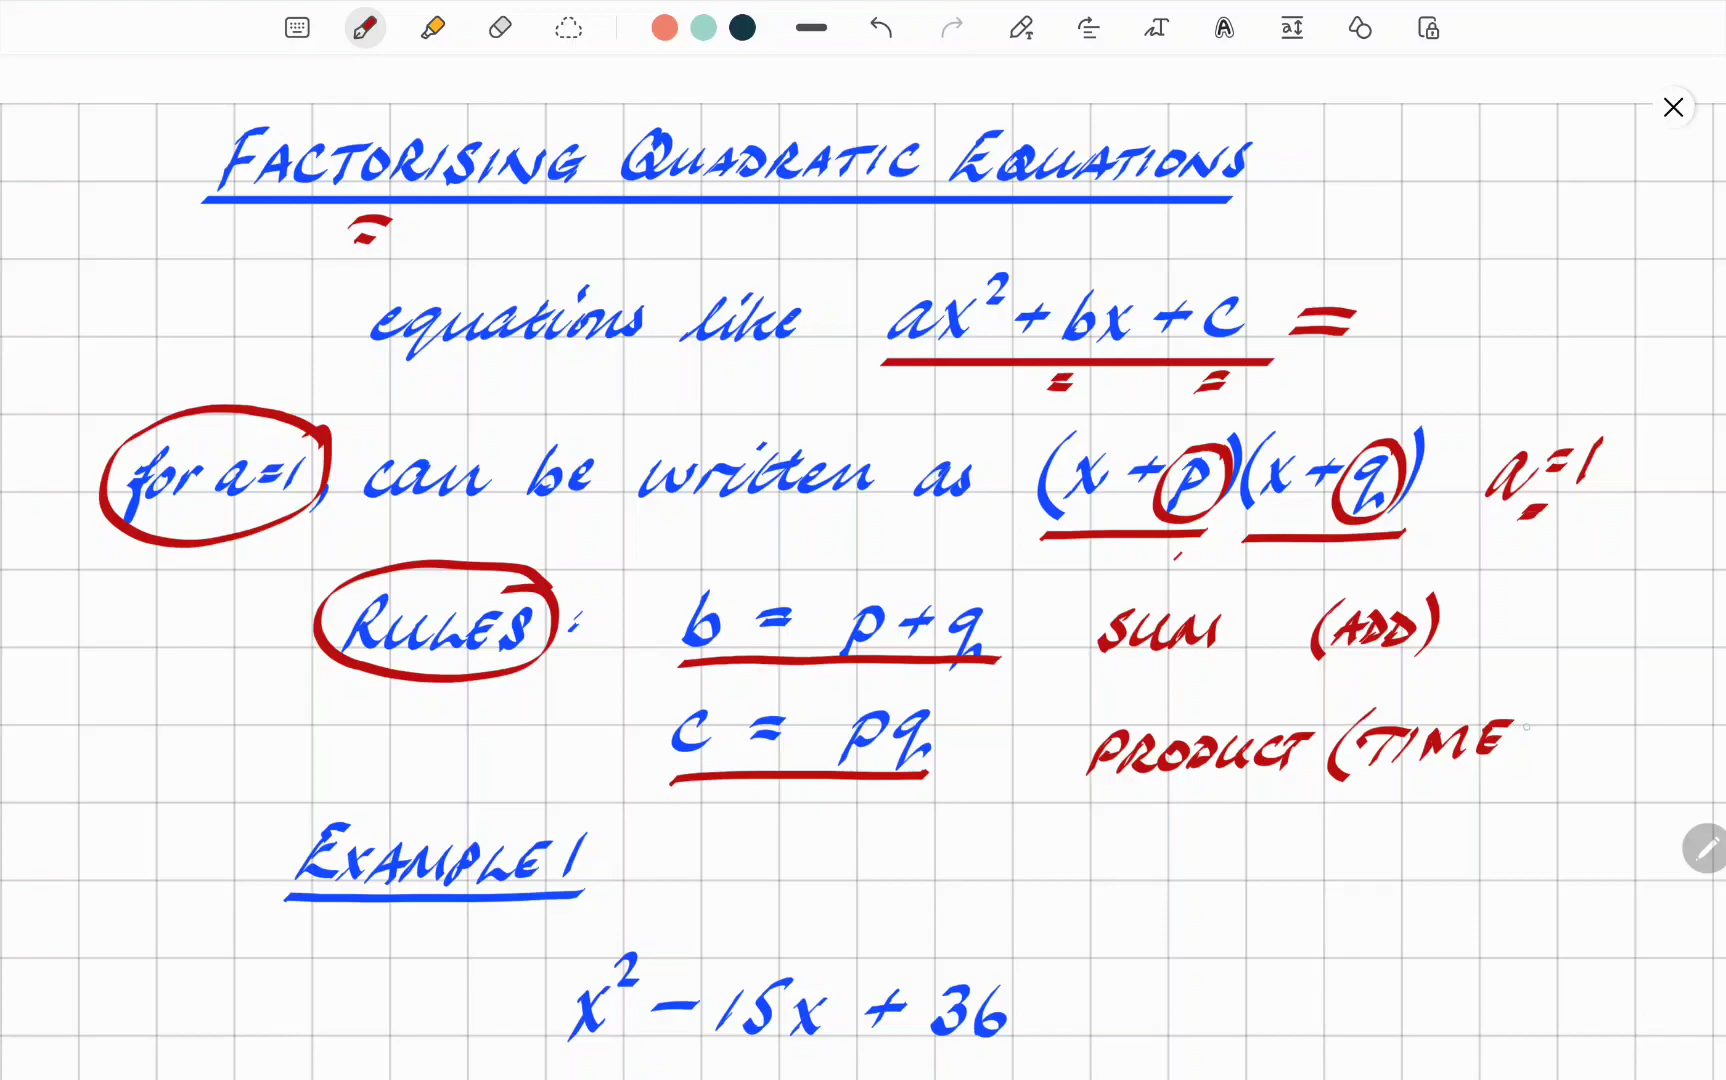 FACTORISING QUADRATIC EQUATIONS
equations like ax² + bx + c =
for a=1, can be written as (x + p)(x + q) a=1
RULES: b = p+q SUM (ADD)
c = pq PRODUCT (TIME
EXAMPLE 1
x² - 15x + 36